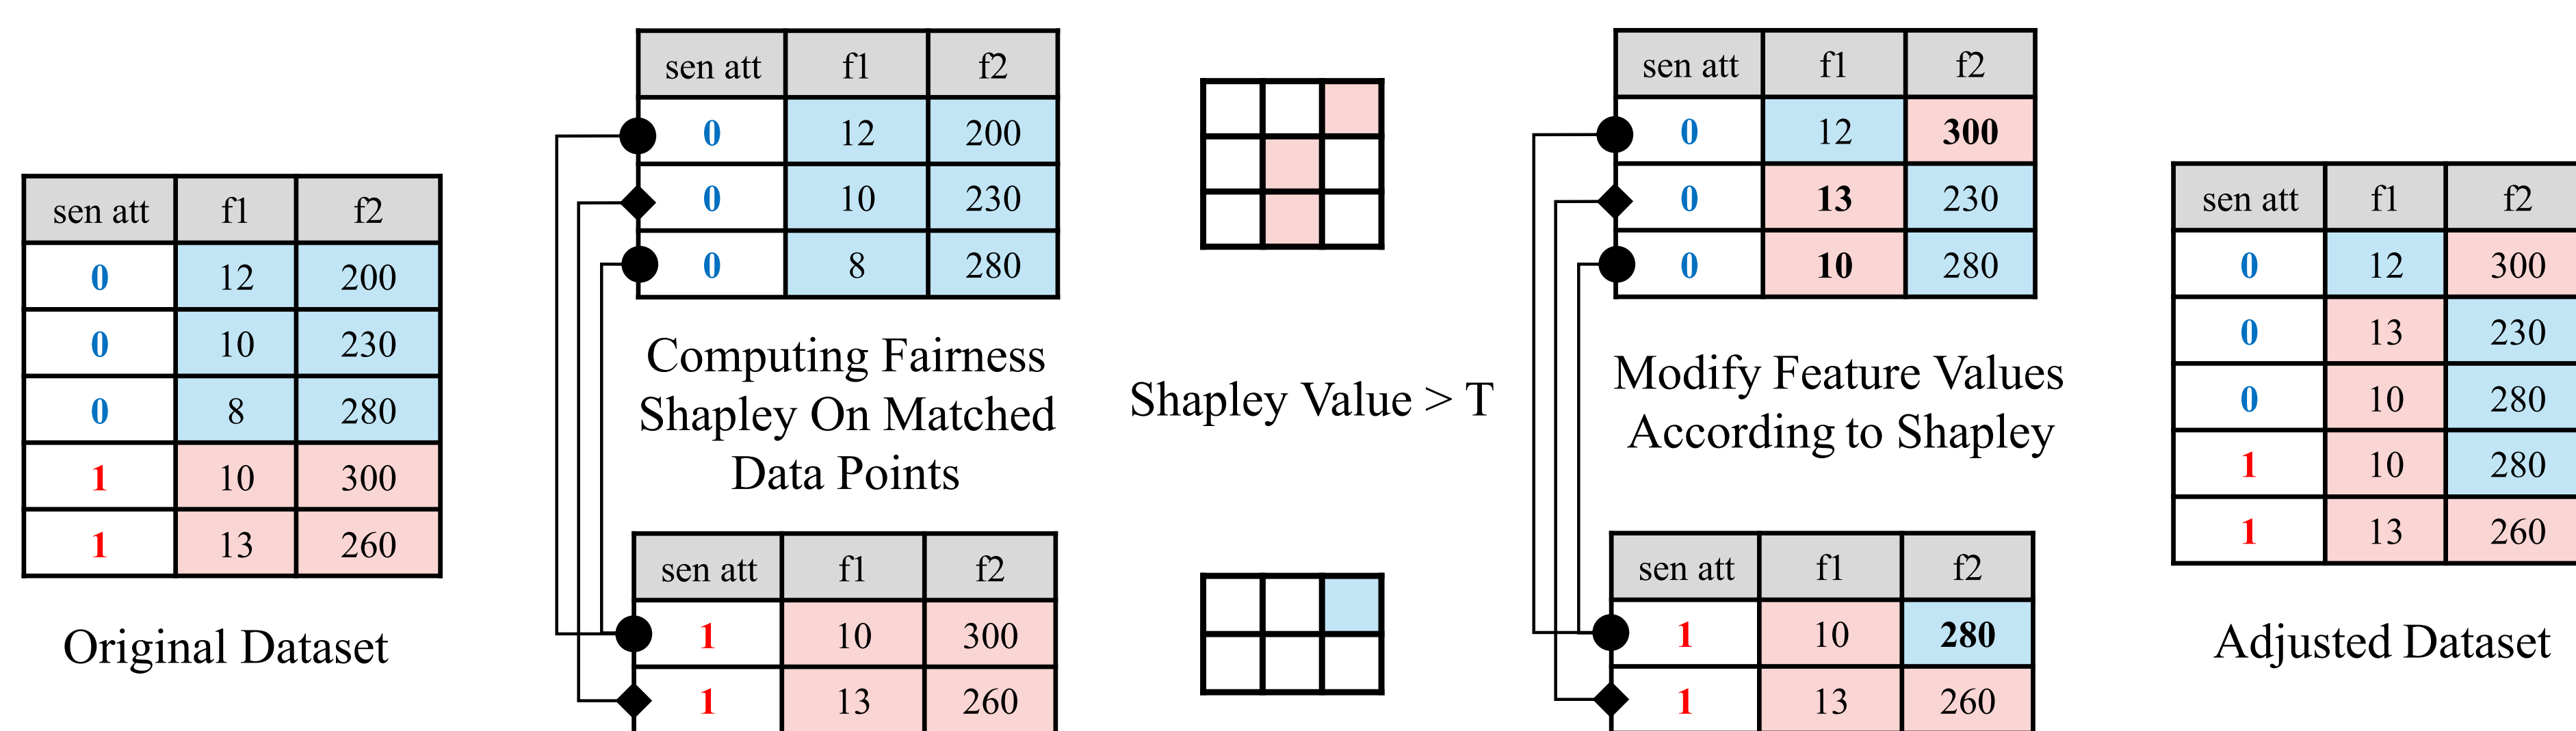 sen att f1 f2
0 12 200
0 10 230
0 8 280
1 10 300
1 13 260
Original Dataset
sen att f1 f2
0 12 200
0 10 230
0 8 280
Computing Fairness
Shapley On Matched
Data Points
sen att f1 f2
1 10 300
1 13 260
Shapley Value > T
sen att f1 f2
0 12 300
0 13 230
0 10 280
Modify Feature Values
According to Shapley
sen att f1 f2
1 10 280
1 13 260
sen att f1 f2
0 12 300
0 13 230
0 10 280
1 10 280
1 13 260
Adjusted Dataset